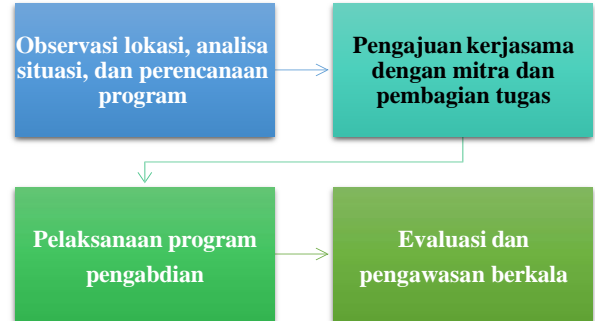 Observasi lokasi, analisa
situasi, dan perencanaan
program
Pengajuan kerjasama
dengan mitra dan
pembagian tugas
Pelaksanaan program
pengabdian
Evaluasi dan
pengawasan berkala